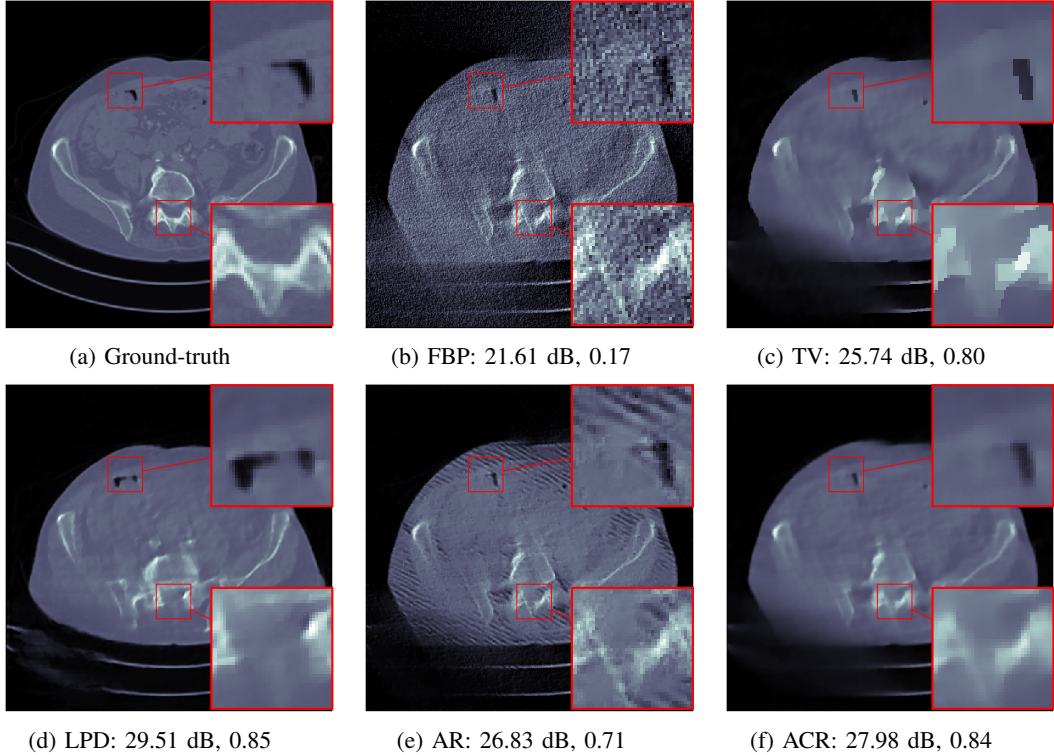 (a) Ground-truth
(b) FBP: 21.61 dB, 0.17
(c) TV: 25.74 dB, 0.80
(d) LPD: 29.51 dB, 0.85
(e) AR: 26.83 dB, 0.71
(f) ACR: 27.98 dB, 0.84